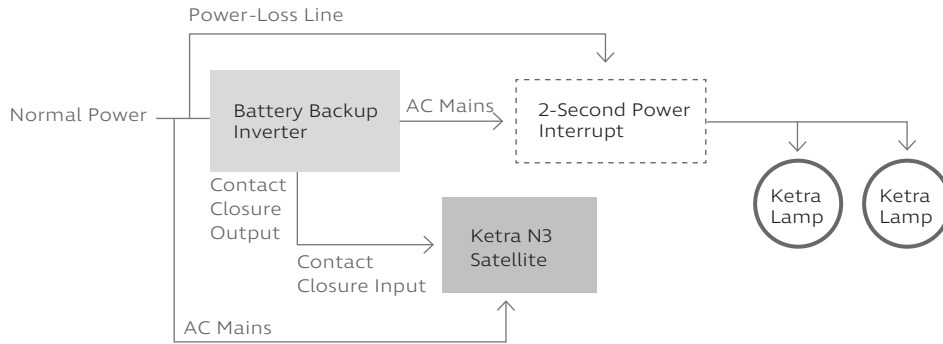 Power-Loss Line
Normal Power
Battery Backup
Inverter
AC Mains
2-Second Power
Interrupt
Contact
Closure
Output
Ketra N3
Satellite
Ketra
Lamp
Ketra
Lamp
Contact
Closure Input
AC Mains